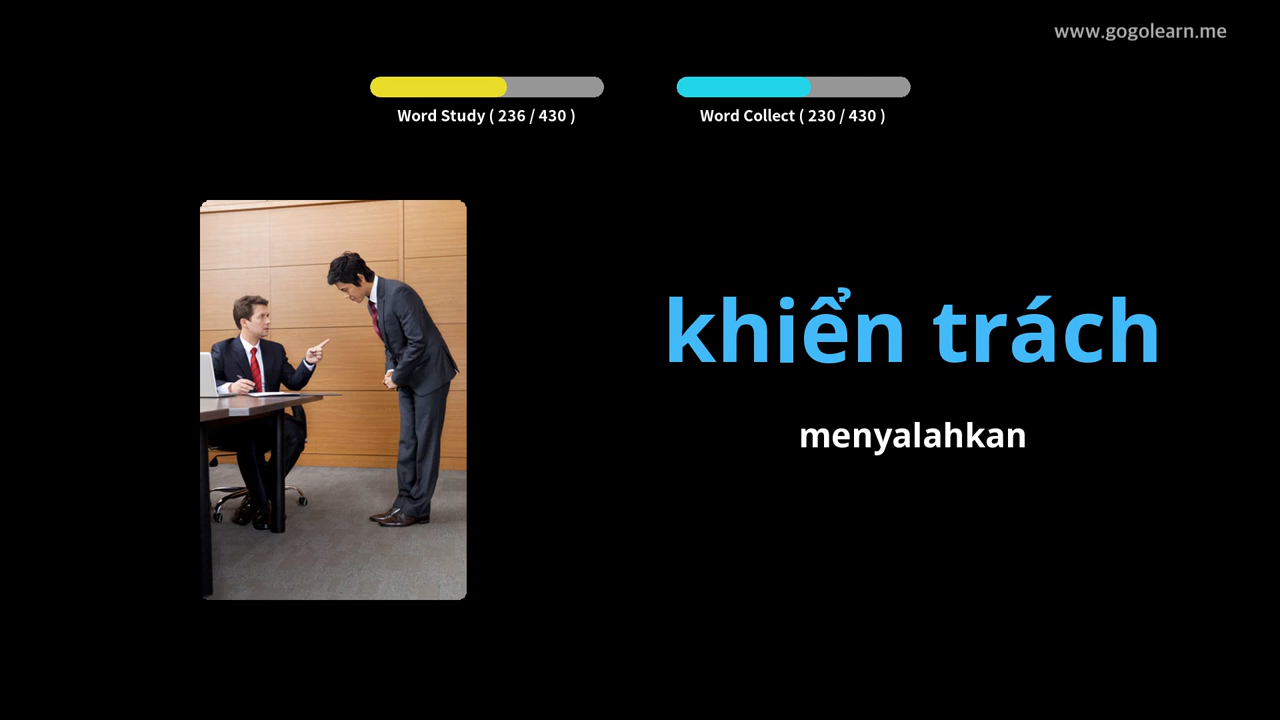 www.gogolearn.me
Word Study ( 236 / 430 )
Word Collect ( 230 / 430 )
khiển trách
menyalahkan